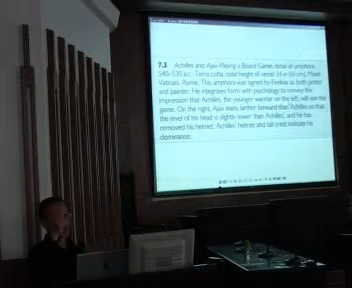 7.3 Achilles and Ajax Playing a Board Game, detail of amphora,
540–530 B.C. Terra cotta, total height of vessel 24 in (61 cm). Musei
Vaticani, Rome. This amphora was signed by Exekias as both potter
and painter. He integrates form with psychology to convey the
impression that Achilles, the younger warrior on the left, will win the
game. On the right, Ajax leans farther forward than Achilles so that
the level of his head is slightly lower than Achilles', and he has
removed his helmet. Achilles' helmet and tall crest indicate his
dominance.